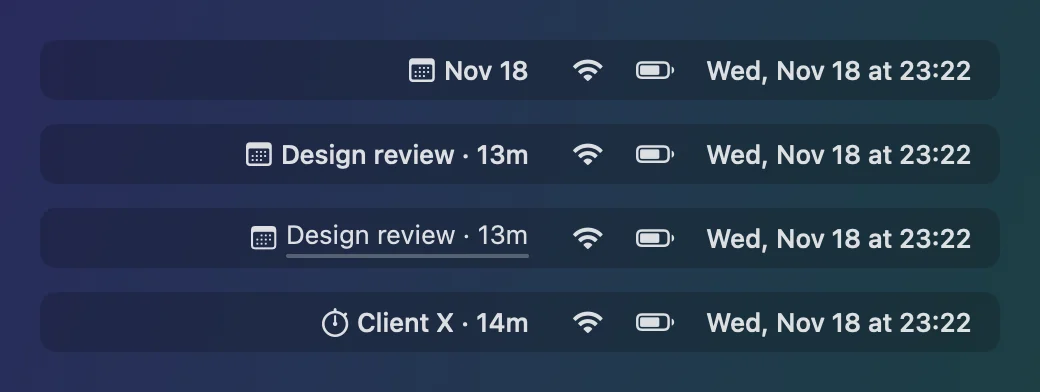 Nov 18 Wed, Nov 18 at 23:22
Design review · 13m Wed, Nov 18 at 23:22
Design review · 13m Wed, Nov 18 at 23:22
Client X · 14m Wed, Nov 18 at 23:22